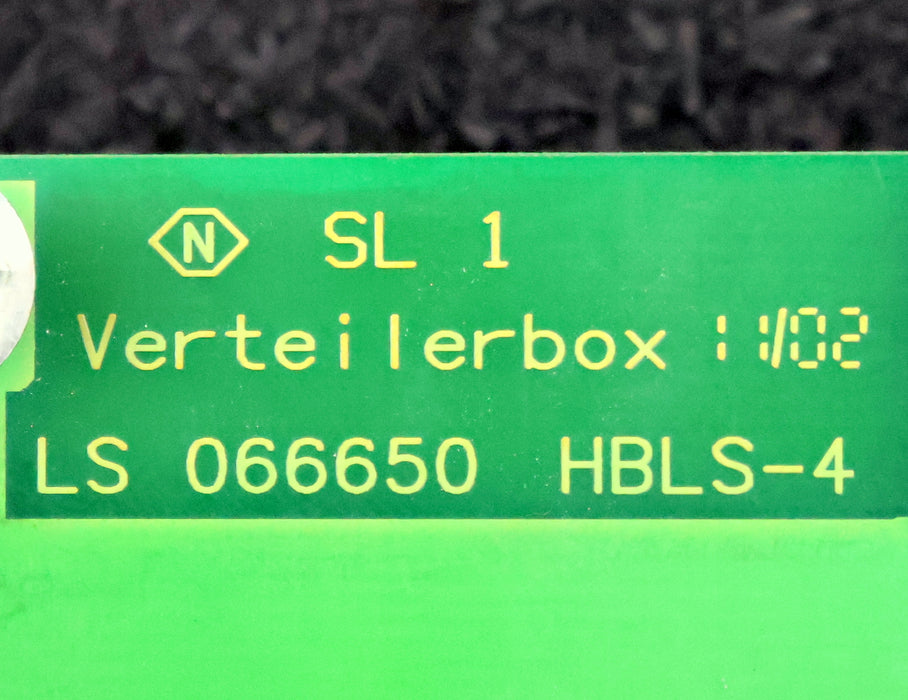 N SL 1
Verteilerbox 11/02
LS 066650 HBLS-4